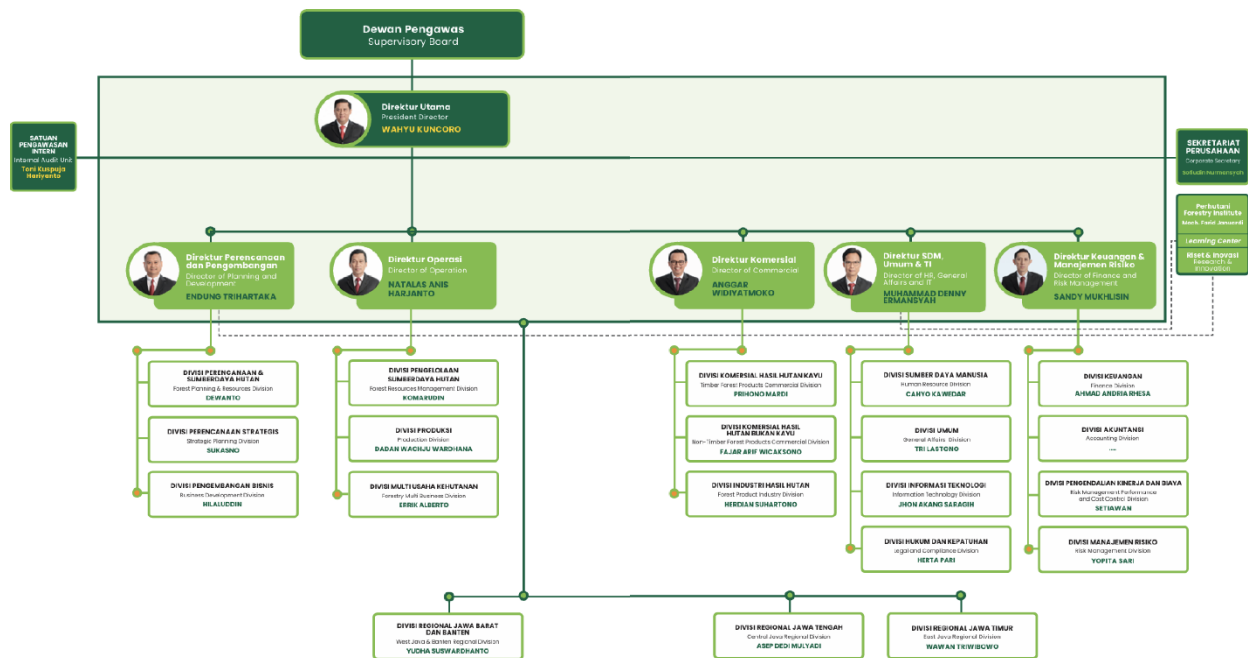 Dewan Pengawas
Supervisory Board
Direktur Utama
President Director
WAHYU KUNCORO
SATUAN
PENGAWASAN
INTERN
Internal Audit Unit
Toni Kuspuja
Hariyanto
SEKRETARIAT
PERUSAHAAN
Corporate Secretary
Perhutani
Forestry Institute
Learning Center
Riset & Inovasi
Research &
Innovation
Direktur Perencanaan
dan Pengembangan
Director of Planning and
Development
ENDUNG TRIHARTAKA
Direktur Operasi
Director of Operation
NATALAS ANIS
HARJANTO
Direktur Komersial
Director of Commercial
ANGGAR
WIDIYATMOKO
Direktur SDM,
Umum & TI
Director of HR, General
Affairs and IT
MUHAMMAD DENNY
ERMANSYAH
Direktur Keuangan &
Manajemen Risiko
Director of Finance and
Risk Management
SANDY MUKHLISIN
DIVISI PERENCANAAN &
SUMBERDAYA HUTAN
Forest Planning & Resources Division
DEWANTO
DIVISI PERENCANAAN STRATEGIS
Strategic Planning Division
SUKASNO
DIVISI PENGEMBANGAN BISNIS
Business Development Division
HILALUDDIN
DIVISI PENGELOLAAN
SUMBERDAYA HUTAN
Forest Resources Management Division
KOMARUDIN
DIVISI PRODUKSI
Production Division
DADAN WACHJU WARDHANA
DIVISI MULTI USAHA KEHUTANAN
Forestry Multi Business Division
ERRIK ALBERTO
DIVISI KOMERSIAL HASIL HUTAN KAYU
Timber Forest Products Commercial Division
PRIHONO MARDI
DIVISI KOMERSIAL HASIL
HUTAN BUKAN KAYU
Non-Timber Forest Products Commercial Division
FAJAR ARIF WICAKSONO
DIVISI INDUSTRI HASIL HUTAN
Forest Product Industry Division
HERDIAN SUHARTONO
DIVISI SUMBER DAYA MANUSIA
Human Resource Division
CAHYO KAWEDAR
DIVISI UMUM
General Affairs Division
TRI LASTONO
DIVISI INFORMASI TEKNOLOGI
Information Technology Division
JHON AKANG SARAGIH
DIVISI HUKUM DAN KEPATUHAN
Legal and Compliance Division
HERTA PARI
DIVISI KEUANGAN
Finance Division
AHMAD ANDRIA RHESA
DIVISI AKUNTANSI
Accounting Division
....
DIVISI PENGENDALIAN KINERJA DAN BIAYA
Risk Management Performance
and Cost Control Division
SETIAWAN
DIVISI MANAJEMEN RISIKO
Risk Management Division
YOPITA SARI
DIVISI REGIONAL JAWA BARAT
DAN BANTEN
West Java & Banten Regional Division
YUDHA SUSWARDHANTO
DIVISI REGIONAL JAWA TENGAH
Central Java Regional Division
ASEP DEDI MULYADI
DIVISI REGIONAL JAWA TIMUR
East Java Regional Division
WAWAN TRIWIBOWO